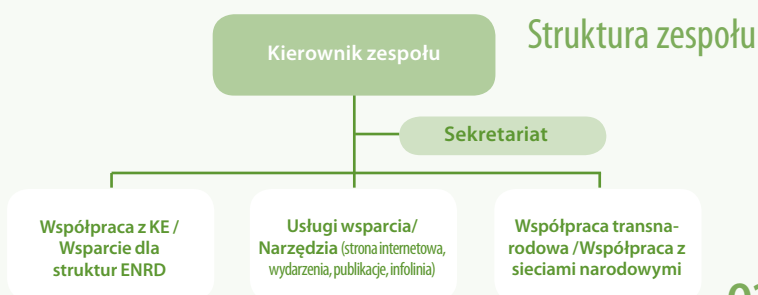 Struktura zespołu
Kierownik zespołu
Sekretariat
Współpraca z KE /
Wsparcie dla
struktur ENRD
Usługi wsparcia/
Narzędzia (strona internetowa,
wydarzenia, publikacje, infolinia)
Współpraca transna-
rodowa /Współpraca z
sieciami narodowymi